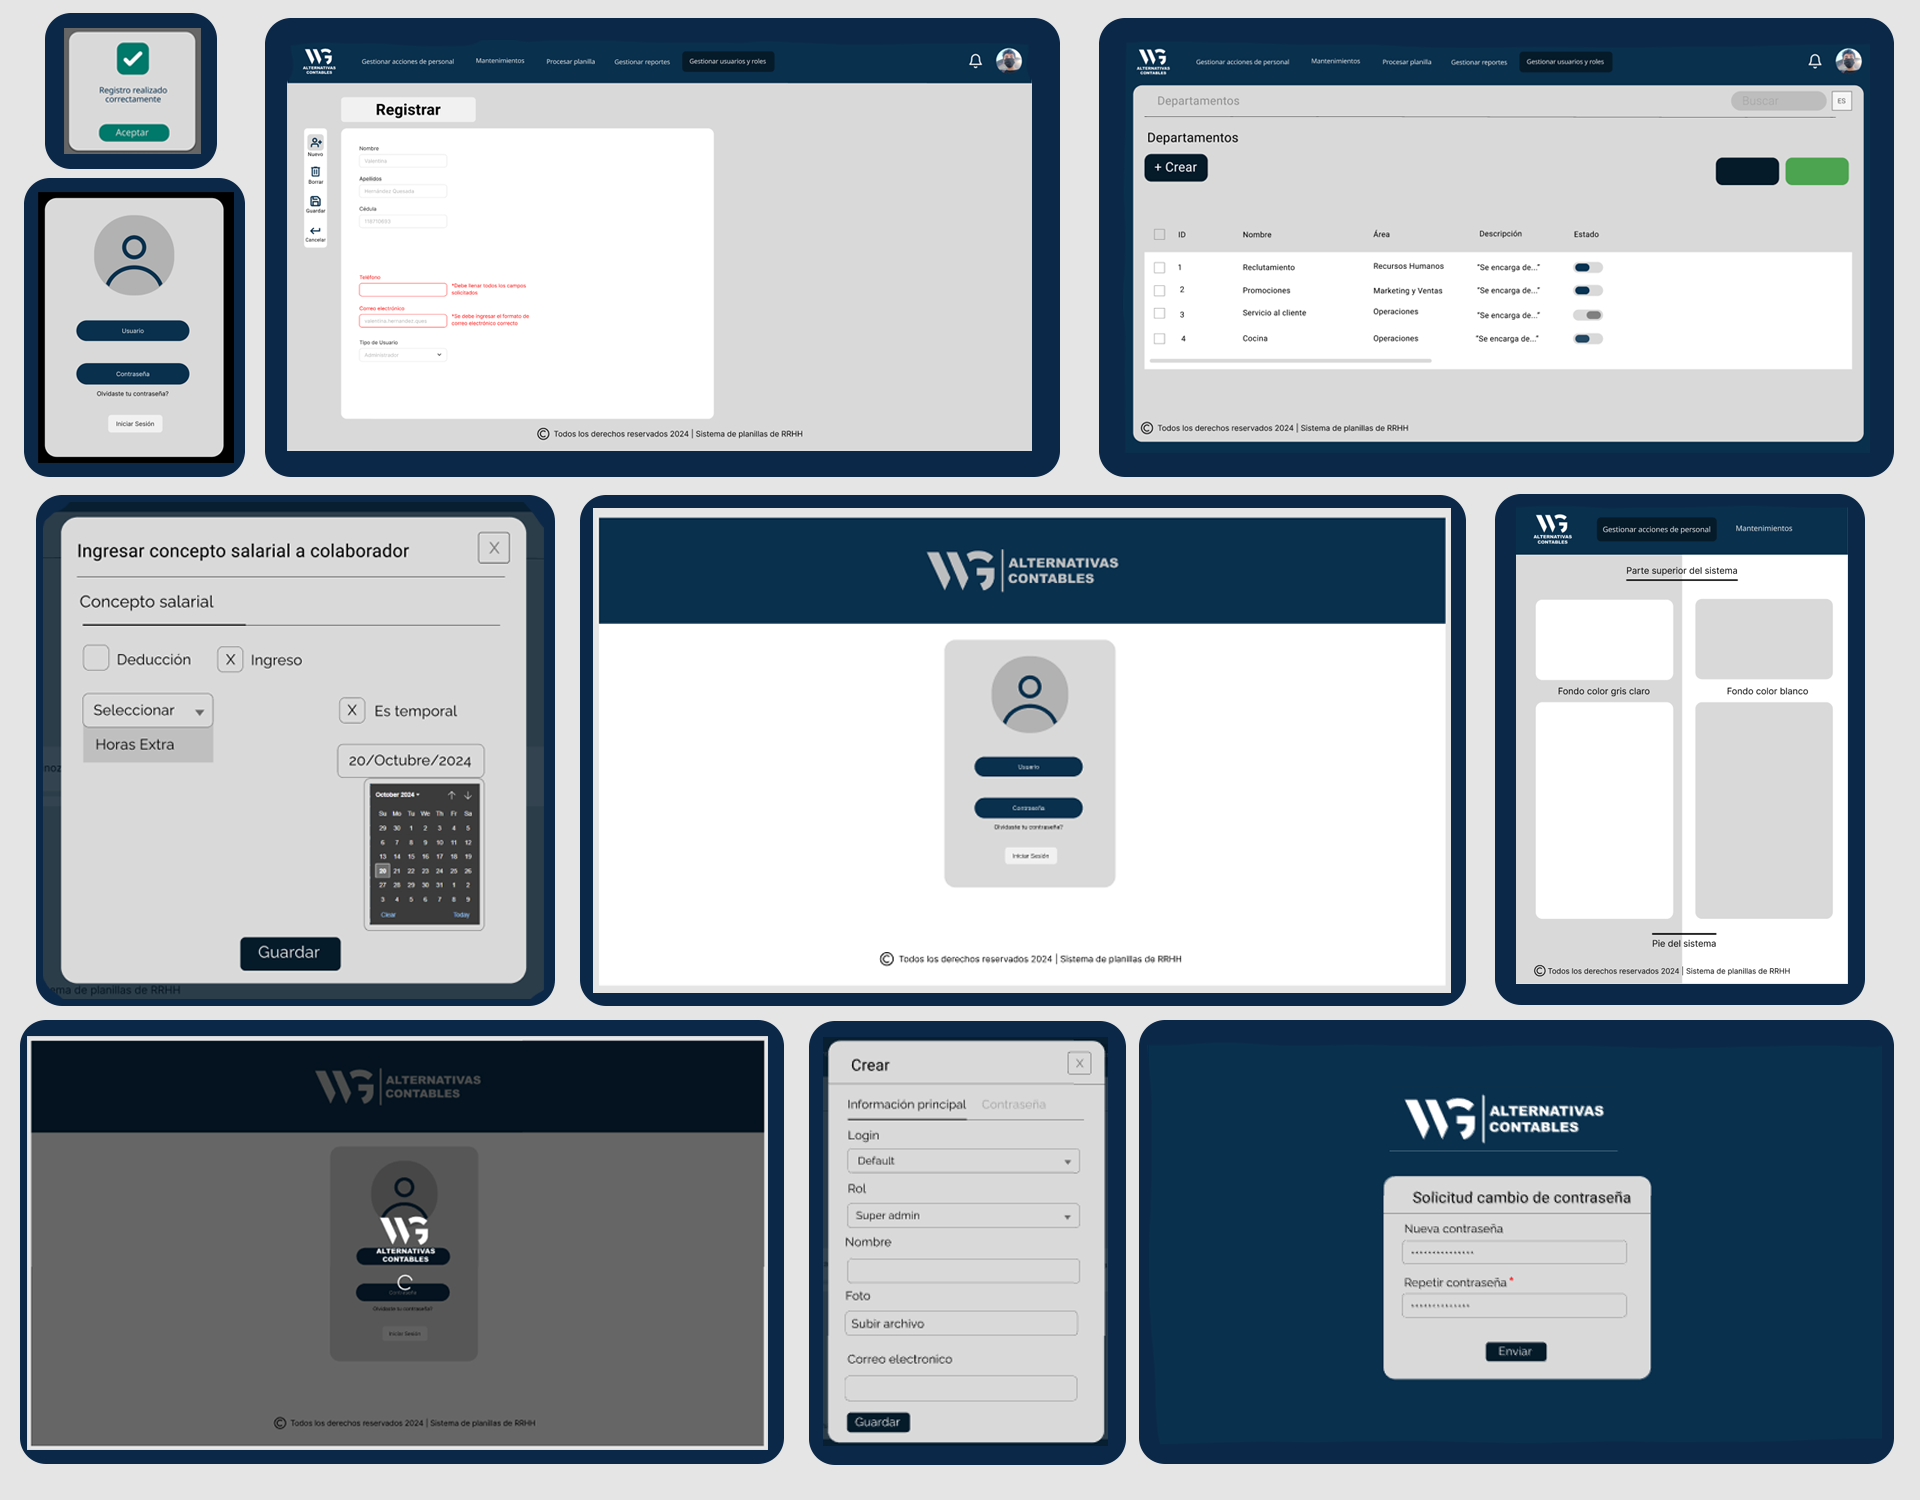 Registro realizado
correctamente
Aceptar
Usuario
Contraseña
Olvidaste tu contraseña?
Iniciar Sesión
WG
ALTERNATIVAS
CONTABLES
Gestionar acciones de personal
Mantenimientos
Procesar planilla
Gestionar reportes
Gestionar usuarios y roles
Registrar
Nuevo
Borrar
Guardar
Cancelar
Nombre
Valentina
Apellidos
Hernández Quesada
Cédula
Teléfono
*Debe llenar todos los campos
solicitados
Correo electrónico
*Se debe ingresar el formato de
correo electrónico correcto
Tipo de Usuario
Administrador
© Todos los derechos reservados 2024 | Sistema de planillas de RRHH
WG
ALTERNATIVAS
CONTABLES
Gestionar acciones de personal
Mantenimientos
Procesar planilla
Gestionar reportes
Gestionar usuarios y roles
Departamentos
Buscar
ES
Departamentos
+ Crear
ID Nombre Área Descripción Estado
1 Reclutamiento Recursos Humanos "Se encarga de..."
2 Promociones Marketing y Ventas "Se encarga de..."
3 Servicio al cliente Operaciones "Se encarga de..."
4 Cocina Operaciones "Se encarga de..."
© Todos los derechos reservados 2024 | Sistema de planillas de RRHH
Ingresar concepto salarial a colaborador
X
Concepto salarial
Deducción
X Ingreso
Seleccionar
Horas Extra
X Es temporal
20/Octubre/2024
October 2024
Su Mo Tu We Th Fr Sa
29 30 1 2 3 4 5
6 7 8 9 10 11 12
13 14 15 16 17 18 19
20 21 22 23 24 25 26
27 28 29 30 31 1 2
3 4 5 6 7 8 9
Clear Today
Guardar
noz
ema de planillas de RRHH
WG
ALTERNATIVAS
CONTABLES
Usuario
Contraseña
Olvidaste tu contraseña?
Iniciar Sesión
© Todos los derechos reservados 2024 | Sistema de planillas de RRHH
WG
ALTERNATIVAS
CONTABLES
Gestionar acciones de personal
Mantenimientos
Parte superior del sistema
Fondo color gris claro
Fondo color blanco
Pie del sistema
© Todos los derechos reservados 2024 | Sistema de planillas de RRHH
WG
ALTERNATIVAS
CONTABLES
WG
ALTERNATIVAS
CONTABLES
Contraseña
Olvidaste tu contraseña?
Iniciar Sesión
© Todos los derechos reservados 2024 | Sistema de planillas de RRHH
Crear
X
Información principal
Contraseña
Login
Default
Rol
Super admin
Nombre
Foto
Subir archivo
Correo electronico
Guardar
WG
ALTERNATIVAS
CONTABLES
Solicitud cambio de contraseña
Nueva contraseña
***************
Repetir contraseña *
**************
Enviar